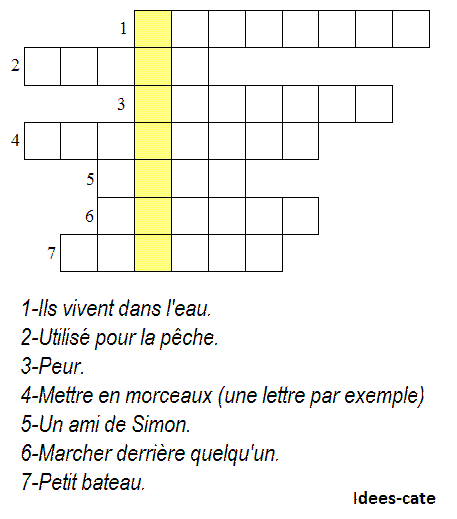 1
2
3
4
5
6
7
1-Ils vivent dans l'eau.
2-Utilisé pour la pêche.
3-Peur.
4-Mettre en morceaux (une lettre par exemple)
5-Un ami de Simon.
6-Marcher derrière quelqu'un.
7-Petit bateau.
Idees-cate